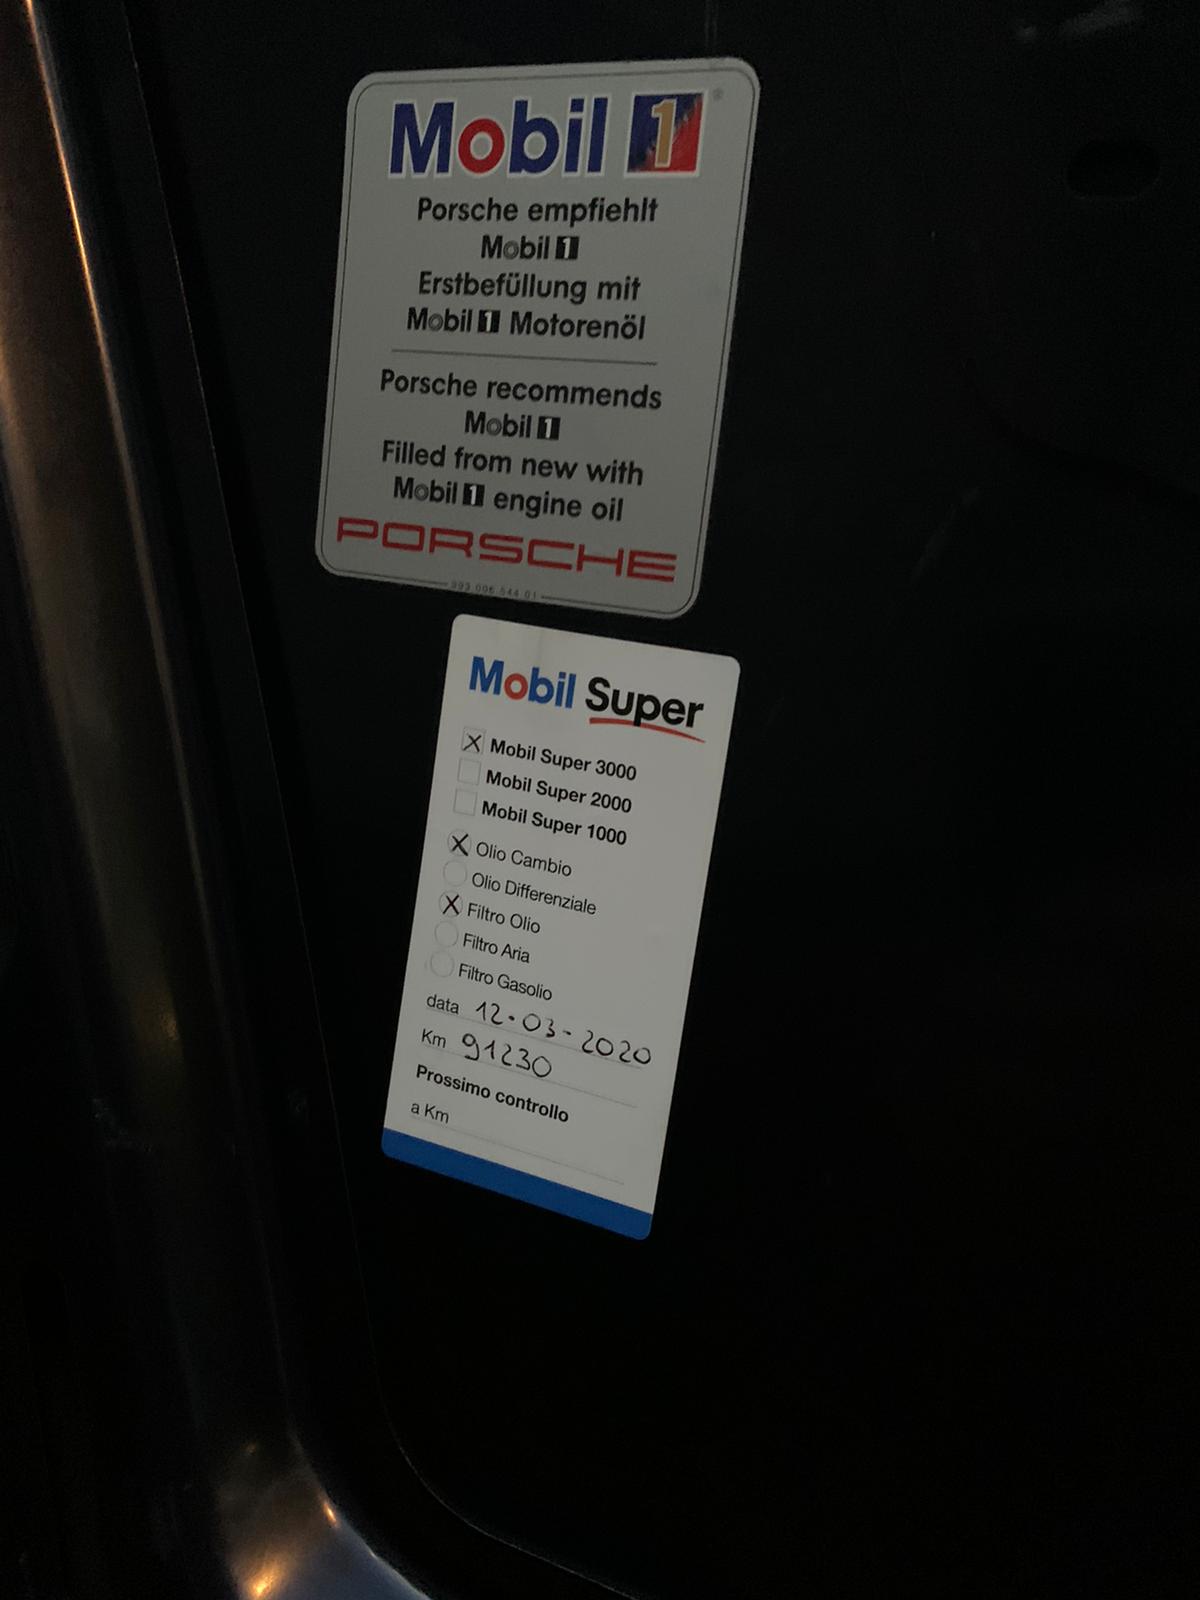 Mobil 1 ®
Porsche empfiehlt
Mobil 1
Erstbefüllung mit
Mobil 1 Motorenöl
Porsche recommends
Mobil 1
Filled from new with
Mobil 1 engine oil
PORSCHE
993 006 544 01
Mobil Super
X Mobil Super 3000
Mobil Super 2000
Mobil Super 1000
X Olio Cambio
Olio Differenziale
X Filtro Olio
Filtro Aria
Filtro Gasolio
data 12-03-2020
Km 91230
Prossimo controllo
a Km